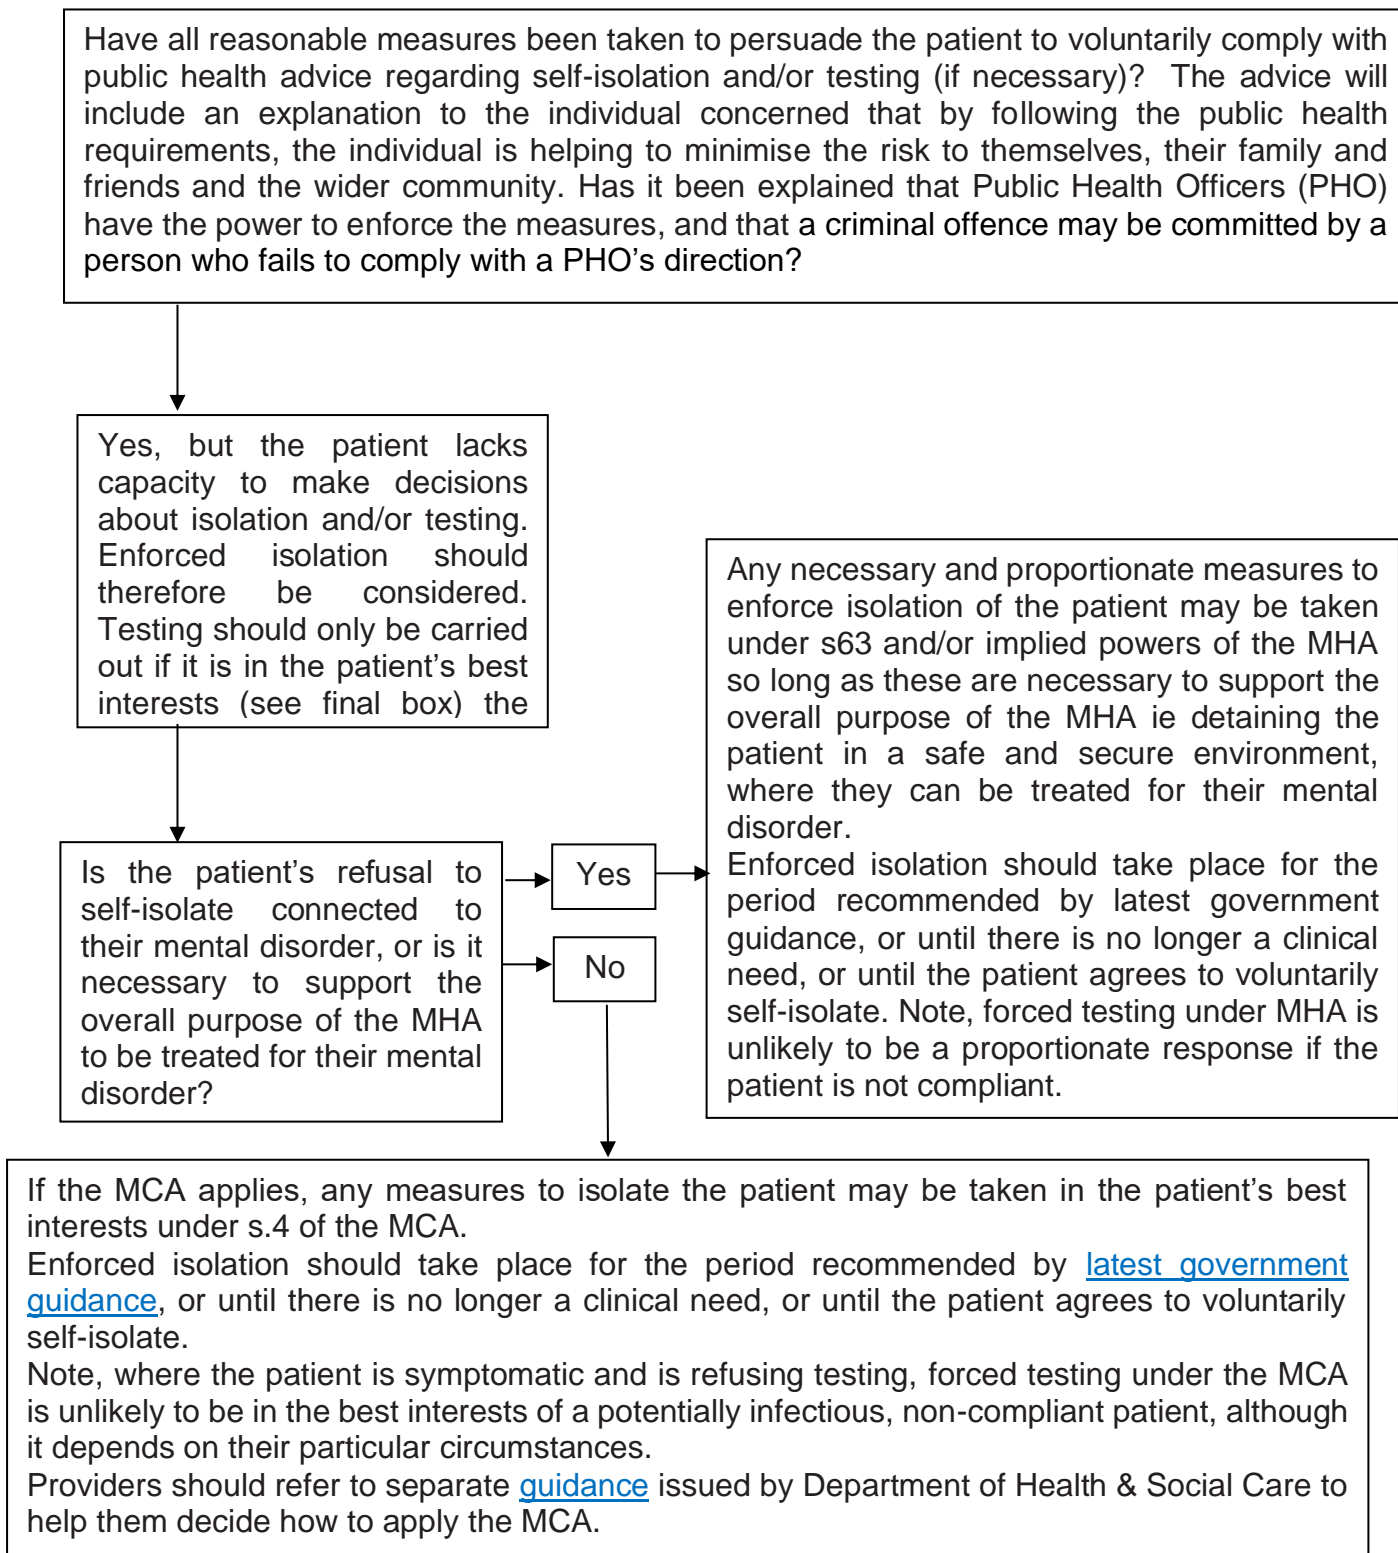 Have all reasonable measures been taken to persuade the patient to voluntarily comply with
public health advice regarding self-isolation and/or testing (if necessary)? The advice will
include an explanation to the individual concerned that by following the public health
requirements, the individual is helping to minimise the risk to themselves, their family and
friends and the wider community. Has it been explained that Public Health Officers (PHO)
have the power to enforce the measures, and that a criminal offence may be committed by a
person who fails to comply with a PHO’s direction?
Yes, but the patient lacks
capacity to make decisions
about isolation and/or testing.
Enforced isolation should
therefore be considered.
Testing should only be carried
out if it is in the patient’s best
interests (see final box) the
Is the patient’s refusal to
self-isolate connected to
their mental disorder, or is it
necessary to support the
overall purpose of the MHA
to be treated for their mental
disorder?
Yes
No
Any necessary and proportionate measures to
enforce isolation of the patient may be taken
under s63 and/or implied powers of the MHA
so long as these are necessary to support the
overall purpose of the MHA ie detaining the
patient in a safe and secure environment,
where they can be treated for their mental
disorder.
Enforced isolation should take place for the
period recommended by latest government
guidance, or until there is no longer a clinical
need, or until the patient agrees to voluntarily
self-isolate. Note, forced testing under MHA is
unlikely to be a proportionate response if the
patient is not compliant.
If the MCA applies, any measures to isolate the patient may be taken in the patient’s best
interests under s.4 of the MCA.
Enforced isolation should take place for the period recommended by latest government
guidance, or until there is no longer a clinical need, or until the patient agrees to voluntarily
self-isolate.
Note, where the patient is symptomatic and is refusing testing, forced testing under the MCA
is unlikely to be in the best interests of a potentially infectious, non-compliant patient, although
it depends on their particular circumstances.
Providers should refer to separate guidance issued by Department of Health & Social Care to
help them decide how to apply the MCA.